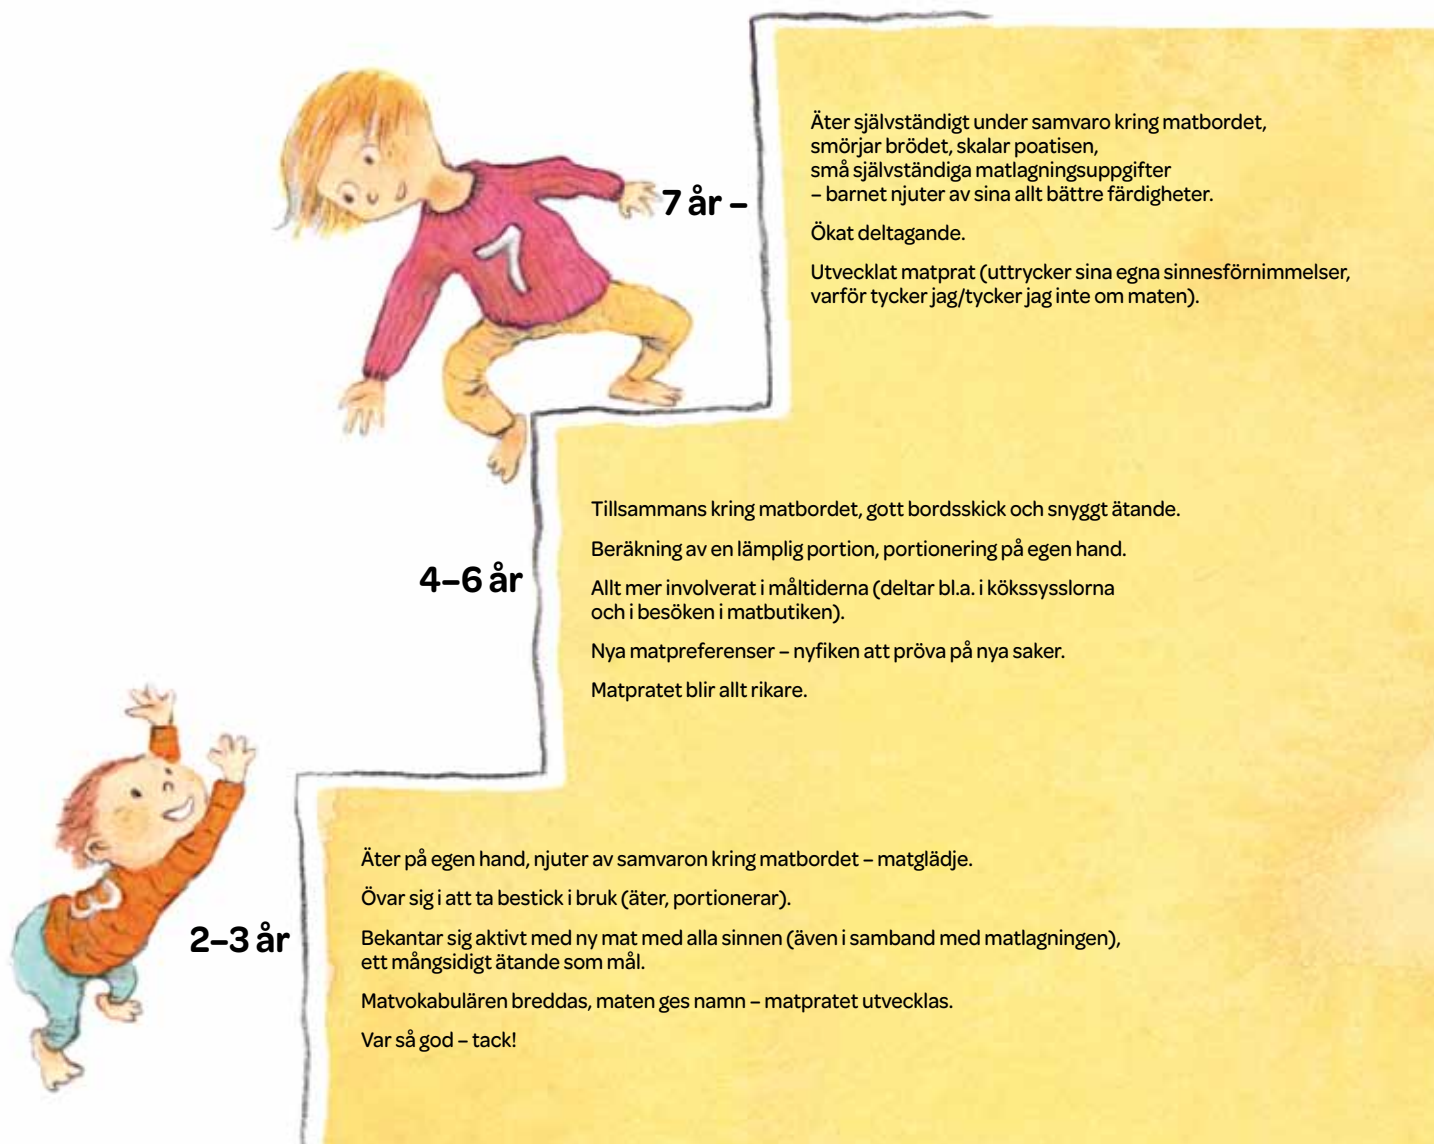 7 år –
Äter självständigt under samvaro kring matbordet,
smörjar brödet, skalar poatisen,
små självständiga matlagningsuppgifter
– barnet njuter av sina allt bättre färdigheter.
Ökat deltagande.
Utvecklat matprat (uttrycker sina egna sinnesförnimmelser,
varför tycker jag/tycker jag inte om maten).
4–6 år
Tillsammans kring matbordet, gott bordsskick och snyggt ätande.
Beräkning av en lämplig portion, portionering på egen hand.
Allt mer involverat i måltiderna (deltar bl.a. i kökssysslorna
och i besöken i matbutiken).
Nya matpreferenser – nyfiken att pröva på nya saker.
Matpratet blir allt rikare.
2–3 år
Äter på egen hand, njuter av samvaron kring matbordet – matglädje.
Övar sig i att ta bestick i bruk (äter, portionerar).
Bekantar sig aktivt med ny mat med alla sinnen (även i samband med matlagningen),
ett mångsidigt ätande som mål.
Matvokabulären breddas, maten ges namn – matpratet utvecklas.
Var så god – tack!
7
3